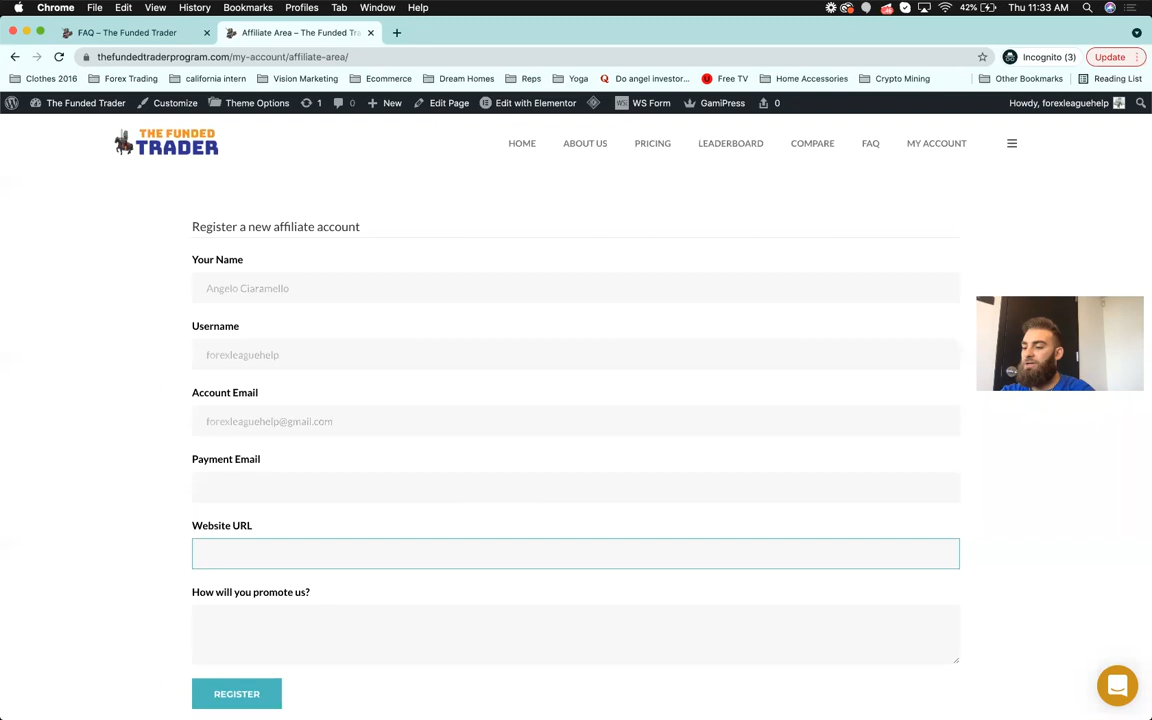 Chrome File Edit View History Bookmarks Profiles Tab Window Help 42% Thu 11:33 AM
FAQ – The Funded Trader Affiliate Area – The Funded Tra
thefundedtraderprogram.com/my-account/affiliate-area/ Incognito (3) Update
Clothes 2016 Forex Trading california intern Vision Marketing Ecommerce Dream Homes Reps Yoga Do angel investor... Free TV Home Accessories Crypto Mining Other Bookmarks Reading List
The Funded Trader Customize Theme Options 1 0 New Edit Page Edit with Elementor WS Form GamiPress 0 Howdy, forexleaguehelp
THE FUNDED
TRADER
HOME ABOUT US PRICING LEADERBOARD COMPARE FAQ MY ACCOUNT
Register a new affiliate account
Your Name
Angelo Ciaramello
Username
forexleaguehelp
Account Email
forexleaguehelp@gmail.com
Payment Email
Website URL
How will you promote us?
REGISTER